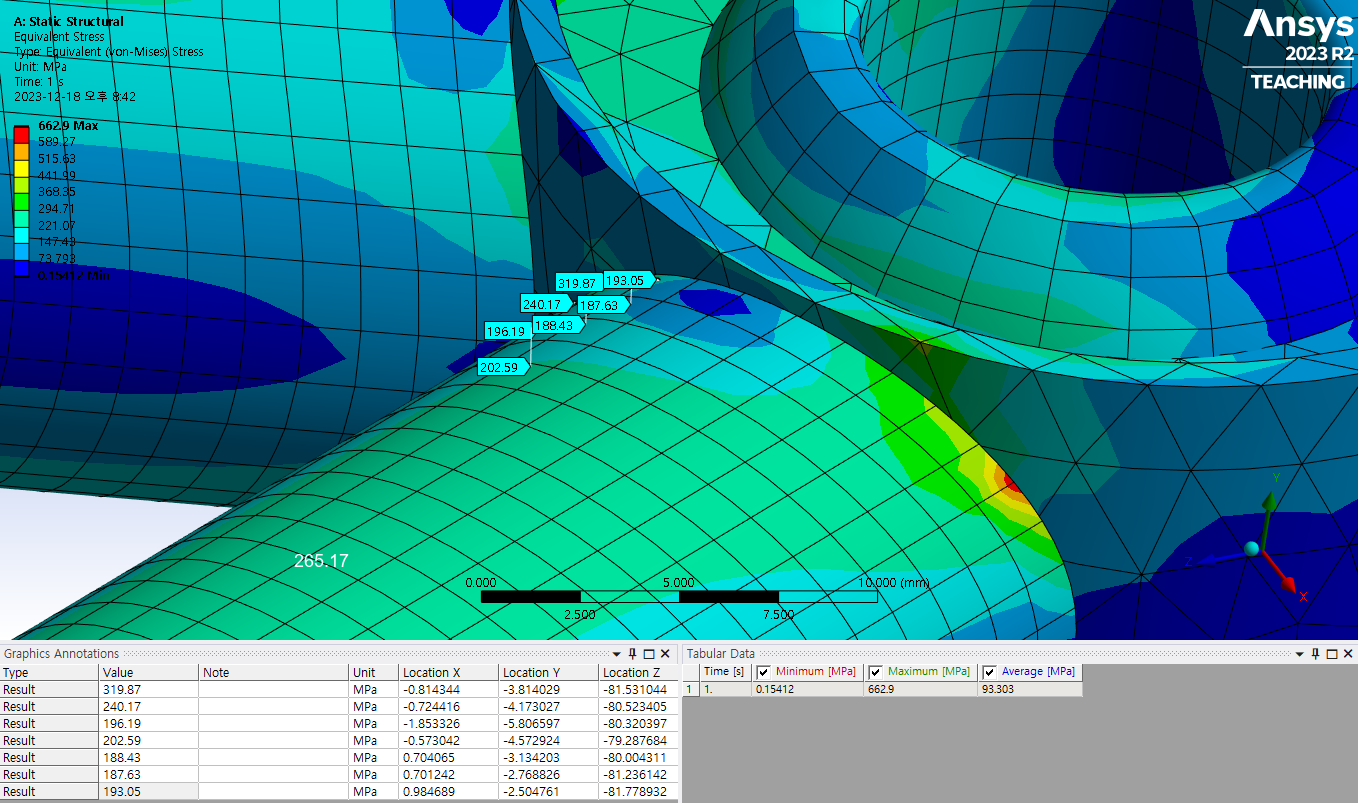 A: Static Structural
Equivalent Stress
Type: Equivalent (von-Mises) Stress
Unit: MPa
Time: 1 s
2023-12-18 오후 8:42
Ansys
2023 R2
TEACHING
662.9 Max
589.27
515.63
441.99
368.35
294.71
221.07
147.43
73.793
0.15412 Min
319.87
193.05
240.17
187.63
196.19
188.43
202.59
265.17
0.000 5.000 10.000 (mm)
2.500 7.500
Y
Z
X
Graphics Annotations
Type Value Note Unit Location X Location Y Location Z
Result 319.87 MPa -0.814344 -3.814029 -81.531044
Result 240.17 MPa -0.724416 -4.173027 -80.523405
Result 196.19 MPa -1.853326 -5.806597 -80.320397
Result 202.59 MPa -0.573042 -4.572924 -79.287684
Result 188.43 MPa 0.704065 -3.134203 -80.004311
Result 187.63 MPa 0.701242 -2.768826 -81.236142
Result 193.05 MPa 0.984689 -2.504761 -81.778932
Tabular Data
Time [s] Minimum [MPa] Maximum [MPa] Average [MPa]
1 1. 0.15412 662.9 93.303